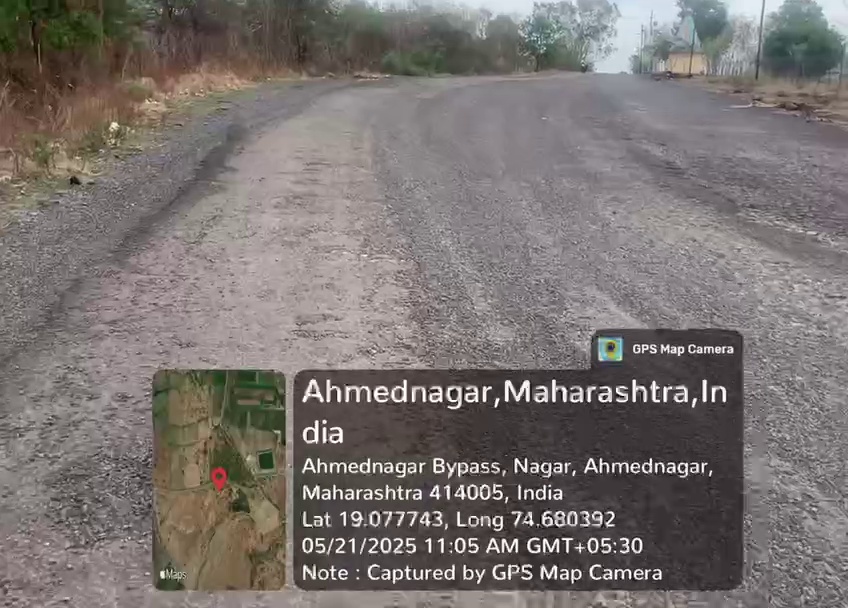 GPS Map Camera
Ahmednagar,Maharashtra,In
dia
Ahmednagar Bypass, Nagar, Ahmednagar,
Maharashtra 414005, India
Lat 19.077743, Long 74.680392
05/21/2025 11:05 AM GMT+05:30
Note : Captured by GPS Map Camera
Maps